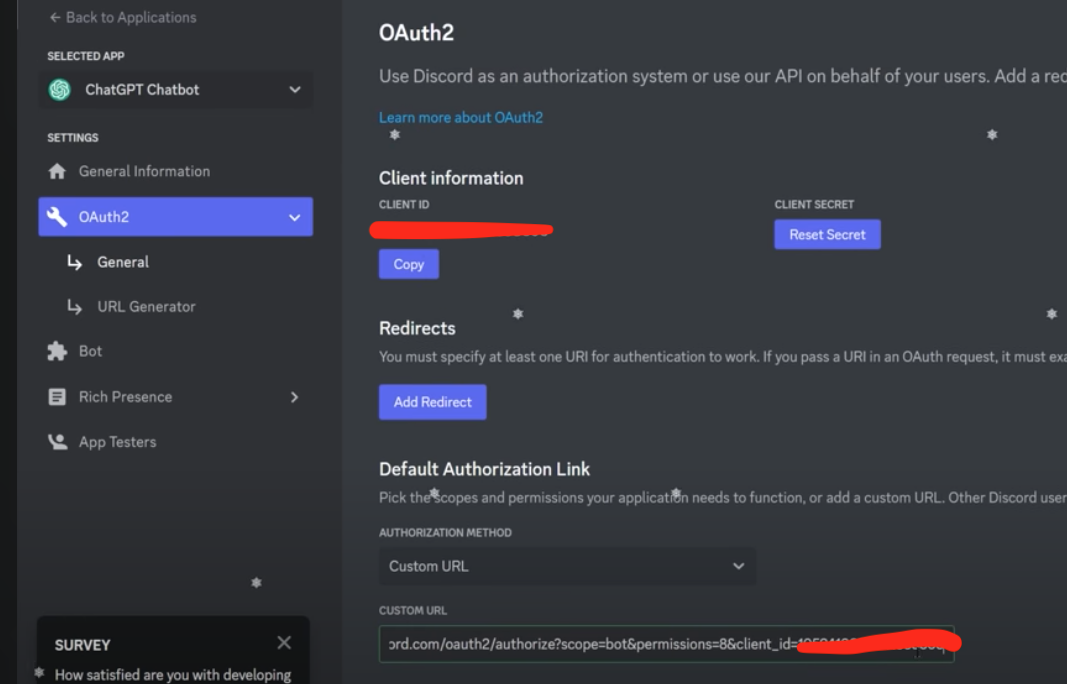 ← Back to Applications
SELECTED APP
ChatGPT Chatbot
SETTINGS
General Information
OAuth2
General
URL Generator
Bot
Rich Presence
App Testers
SURVEY
How satisfied are you with developing
OAuth2
Use Discord as an authorization system or use our API on behalf of your users. Add a
Learn more about OAuth2
Client information
CLIENT ID
Copy
CLIENT SECRET
Reset Secret
Redirects
You must specify at least one URI for authentication to work. If you pass a URI in an OAuth request, it must
Add Redirect
Default Authorization Link
Pick the scopes and permissions your application needs to function, or add a custom URL. Other Discord
AUTHORIZATION METHOD
Custom URL
CUSTOM URL
ord.com/oauth2/authorize?scope=bot&permissions=8&client_id=